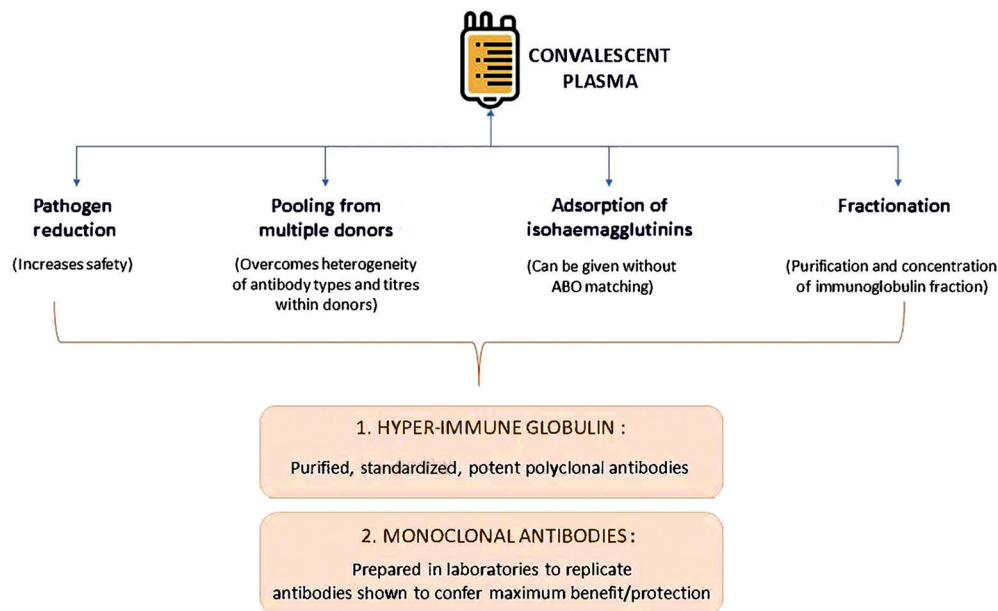 CONVALESCENT
PLASMA
Pathogen
reduction
(Increases safety)
Pooling from
multiple donors
(Overcomes heterogeneity
of antibody types and titres
within donors)
Adsorption of
isohaemagglutinins
(Can be given without
ABO matching)
Fractionation
(Purification and concentration
of immunoglobulin fraction)
1. HYPER-IMMUNE GLOBULIN :
Purified, standardized, potent polyclonal antibodies
2. MONOCLONAL ANTIBODIES :
Prepared in laboratories to replicate
antibodies shown to confer maximum benefit/protection